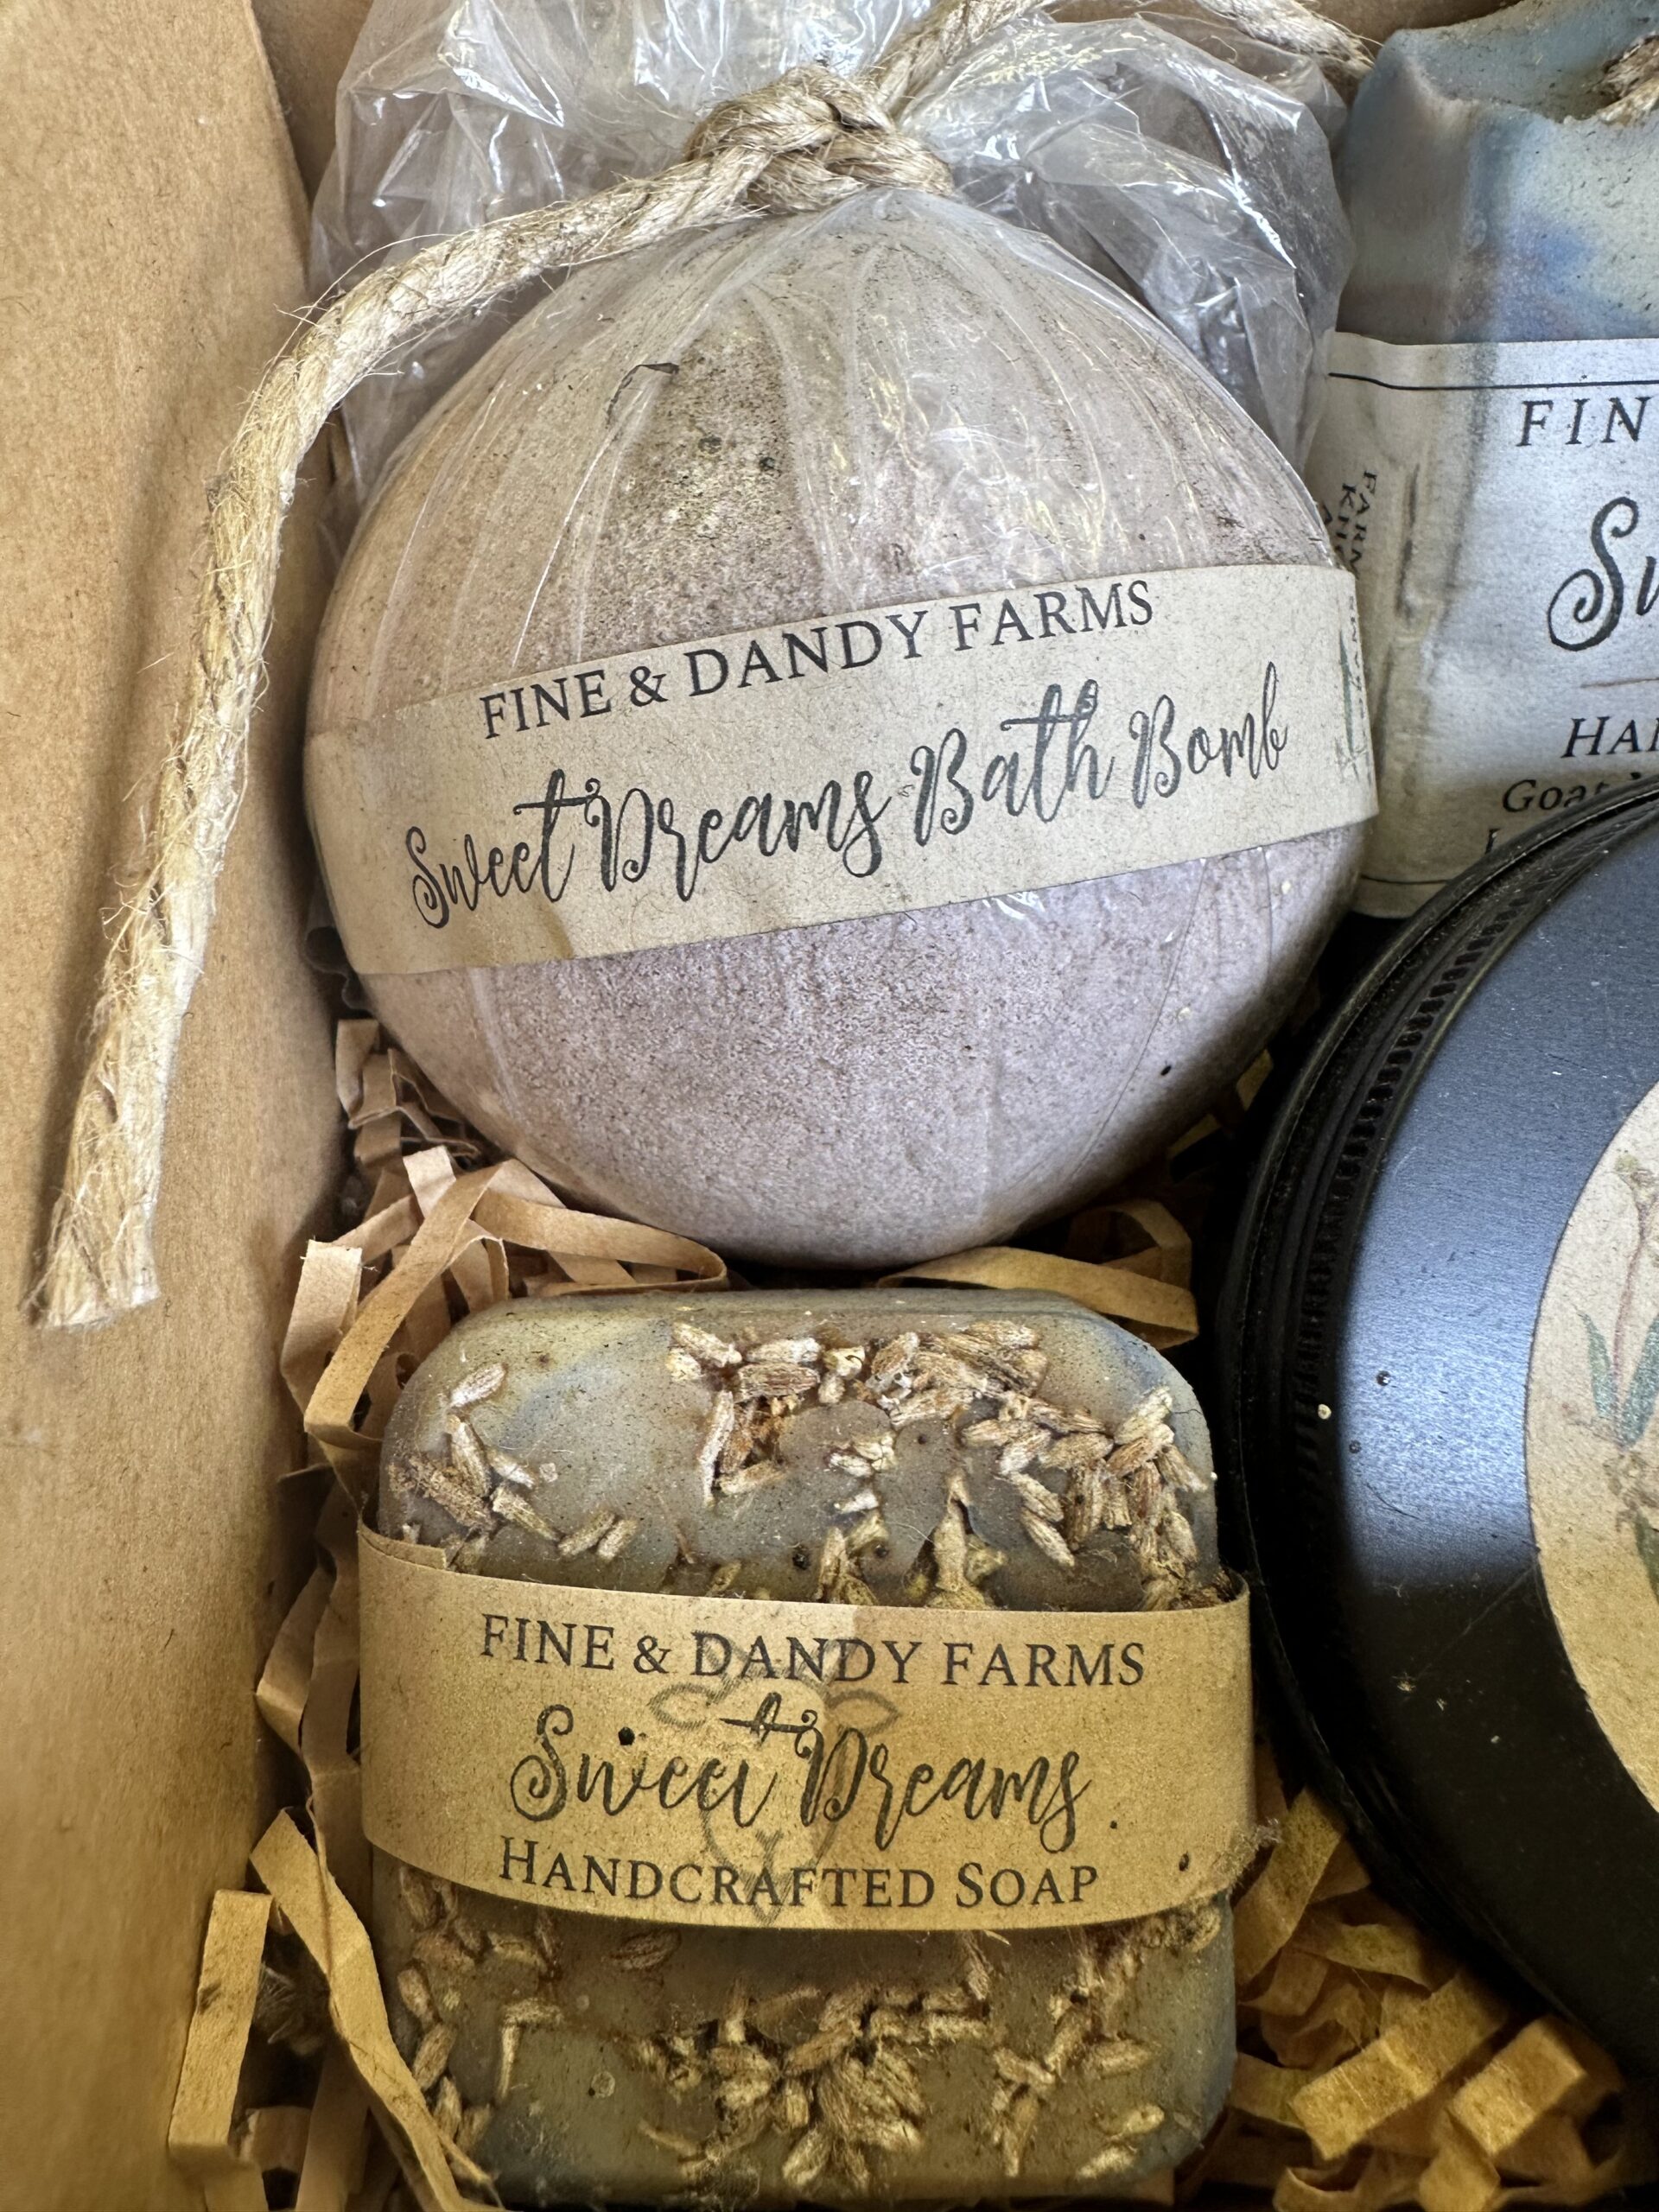 FINE & DANDY FARMS
Sweet Dreams Bath Bomb
FIN
Sw
HAN
Goat
FINE & DANDY FARMS
Sweet Dreams
HANDCRAFTED SOAP